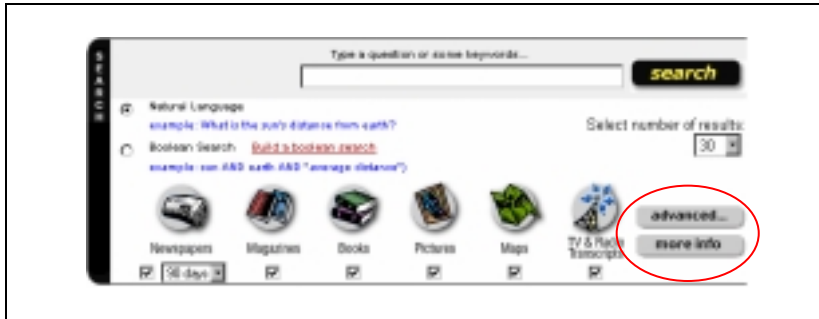 SEARCH
Type a question or some keywords...
search
Natural Language
example: What is the sun's distance from earth?
Select number of results:
Boolean Search Build a boolean search
30
example: sun AND earth AND "average distance")
advanced...
Newspapers Magazines Books Pictures Maps TV & Radio Transcripts
more info
90 days